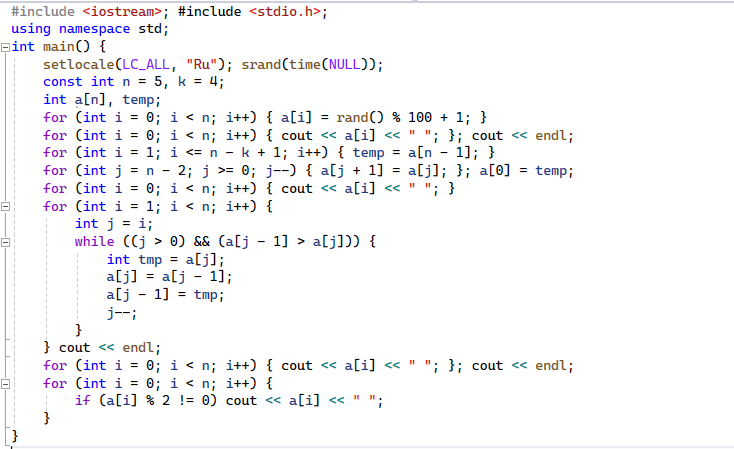 #include <iostream>; #include <stdio.h>;
using namespace std;
int main() {
    setlocale(LC_ALL, "Ru"); srand(time(NULL));
    const int n = 5, k = 4;
    int a[n], temp;
    for (int i = 0; i < n; i++) { a[i] = rand() % 100 + 1; }
    for (int i = 0; i < n; i++) { cout << a[i] << " "; }; cout << endl;
    for (int i = 1; i <= n - k + 1; i++) { temp = a[n - 1]; }
    for (int j = n - 2; j >= 0; j--) { a[j + 1] = a[j]; }; a[0] = temp;
    for (int i = 0; i < n; i++) { cout << a[i] << " "; }
    for (int i = 1; i < n; i++) {
        int j = i;
        while ((j > 0) && (a[j - 1] > a[j])) {
            int tmp = a[j];
            a[j] = a[j - 1];
            a[j - 1] = tmp;
            j--;
        }
    } cout << endl;
    for (int i = 0; i < n; i++) { cout << a[i] << " "; }; cout << endl;
    for (int i = 0; i < n; i++) {
        if (a[i] % 2 != 0) cout << a[i] << " ";
    }
}